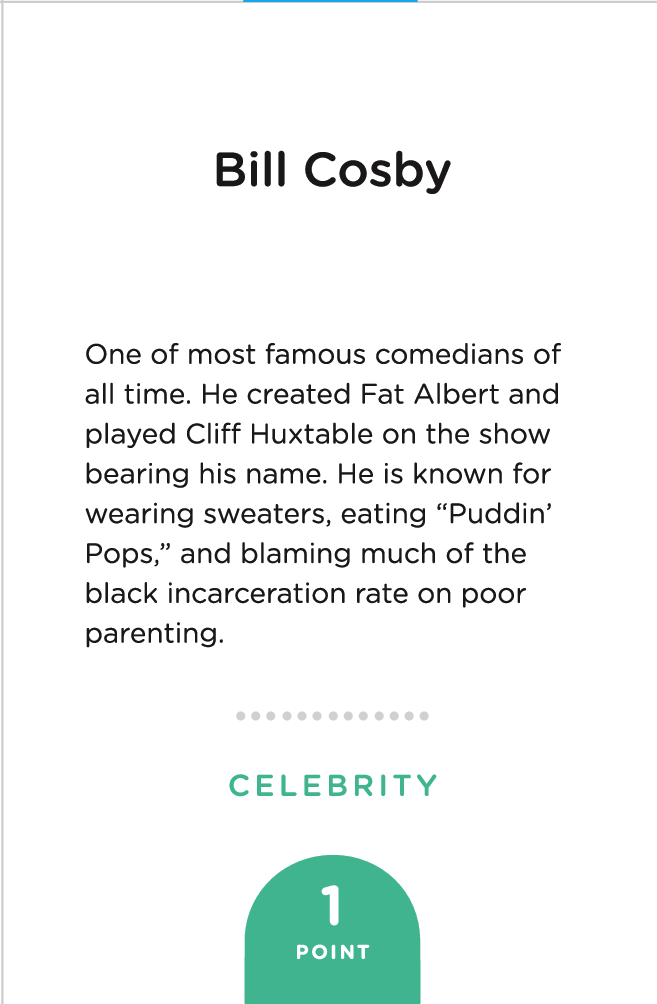 Bill Cosby
One of most famous comedians of
all time. He created Fat Albert and
played Cliff Huxtable on the show
bearing his name. He is known for
wearing sweaters, eating “Puddin’
Pops,” and blaming much of the
black incarceration rate on poor
parenting.
CELEBRITY
1
POINT